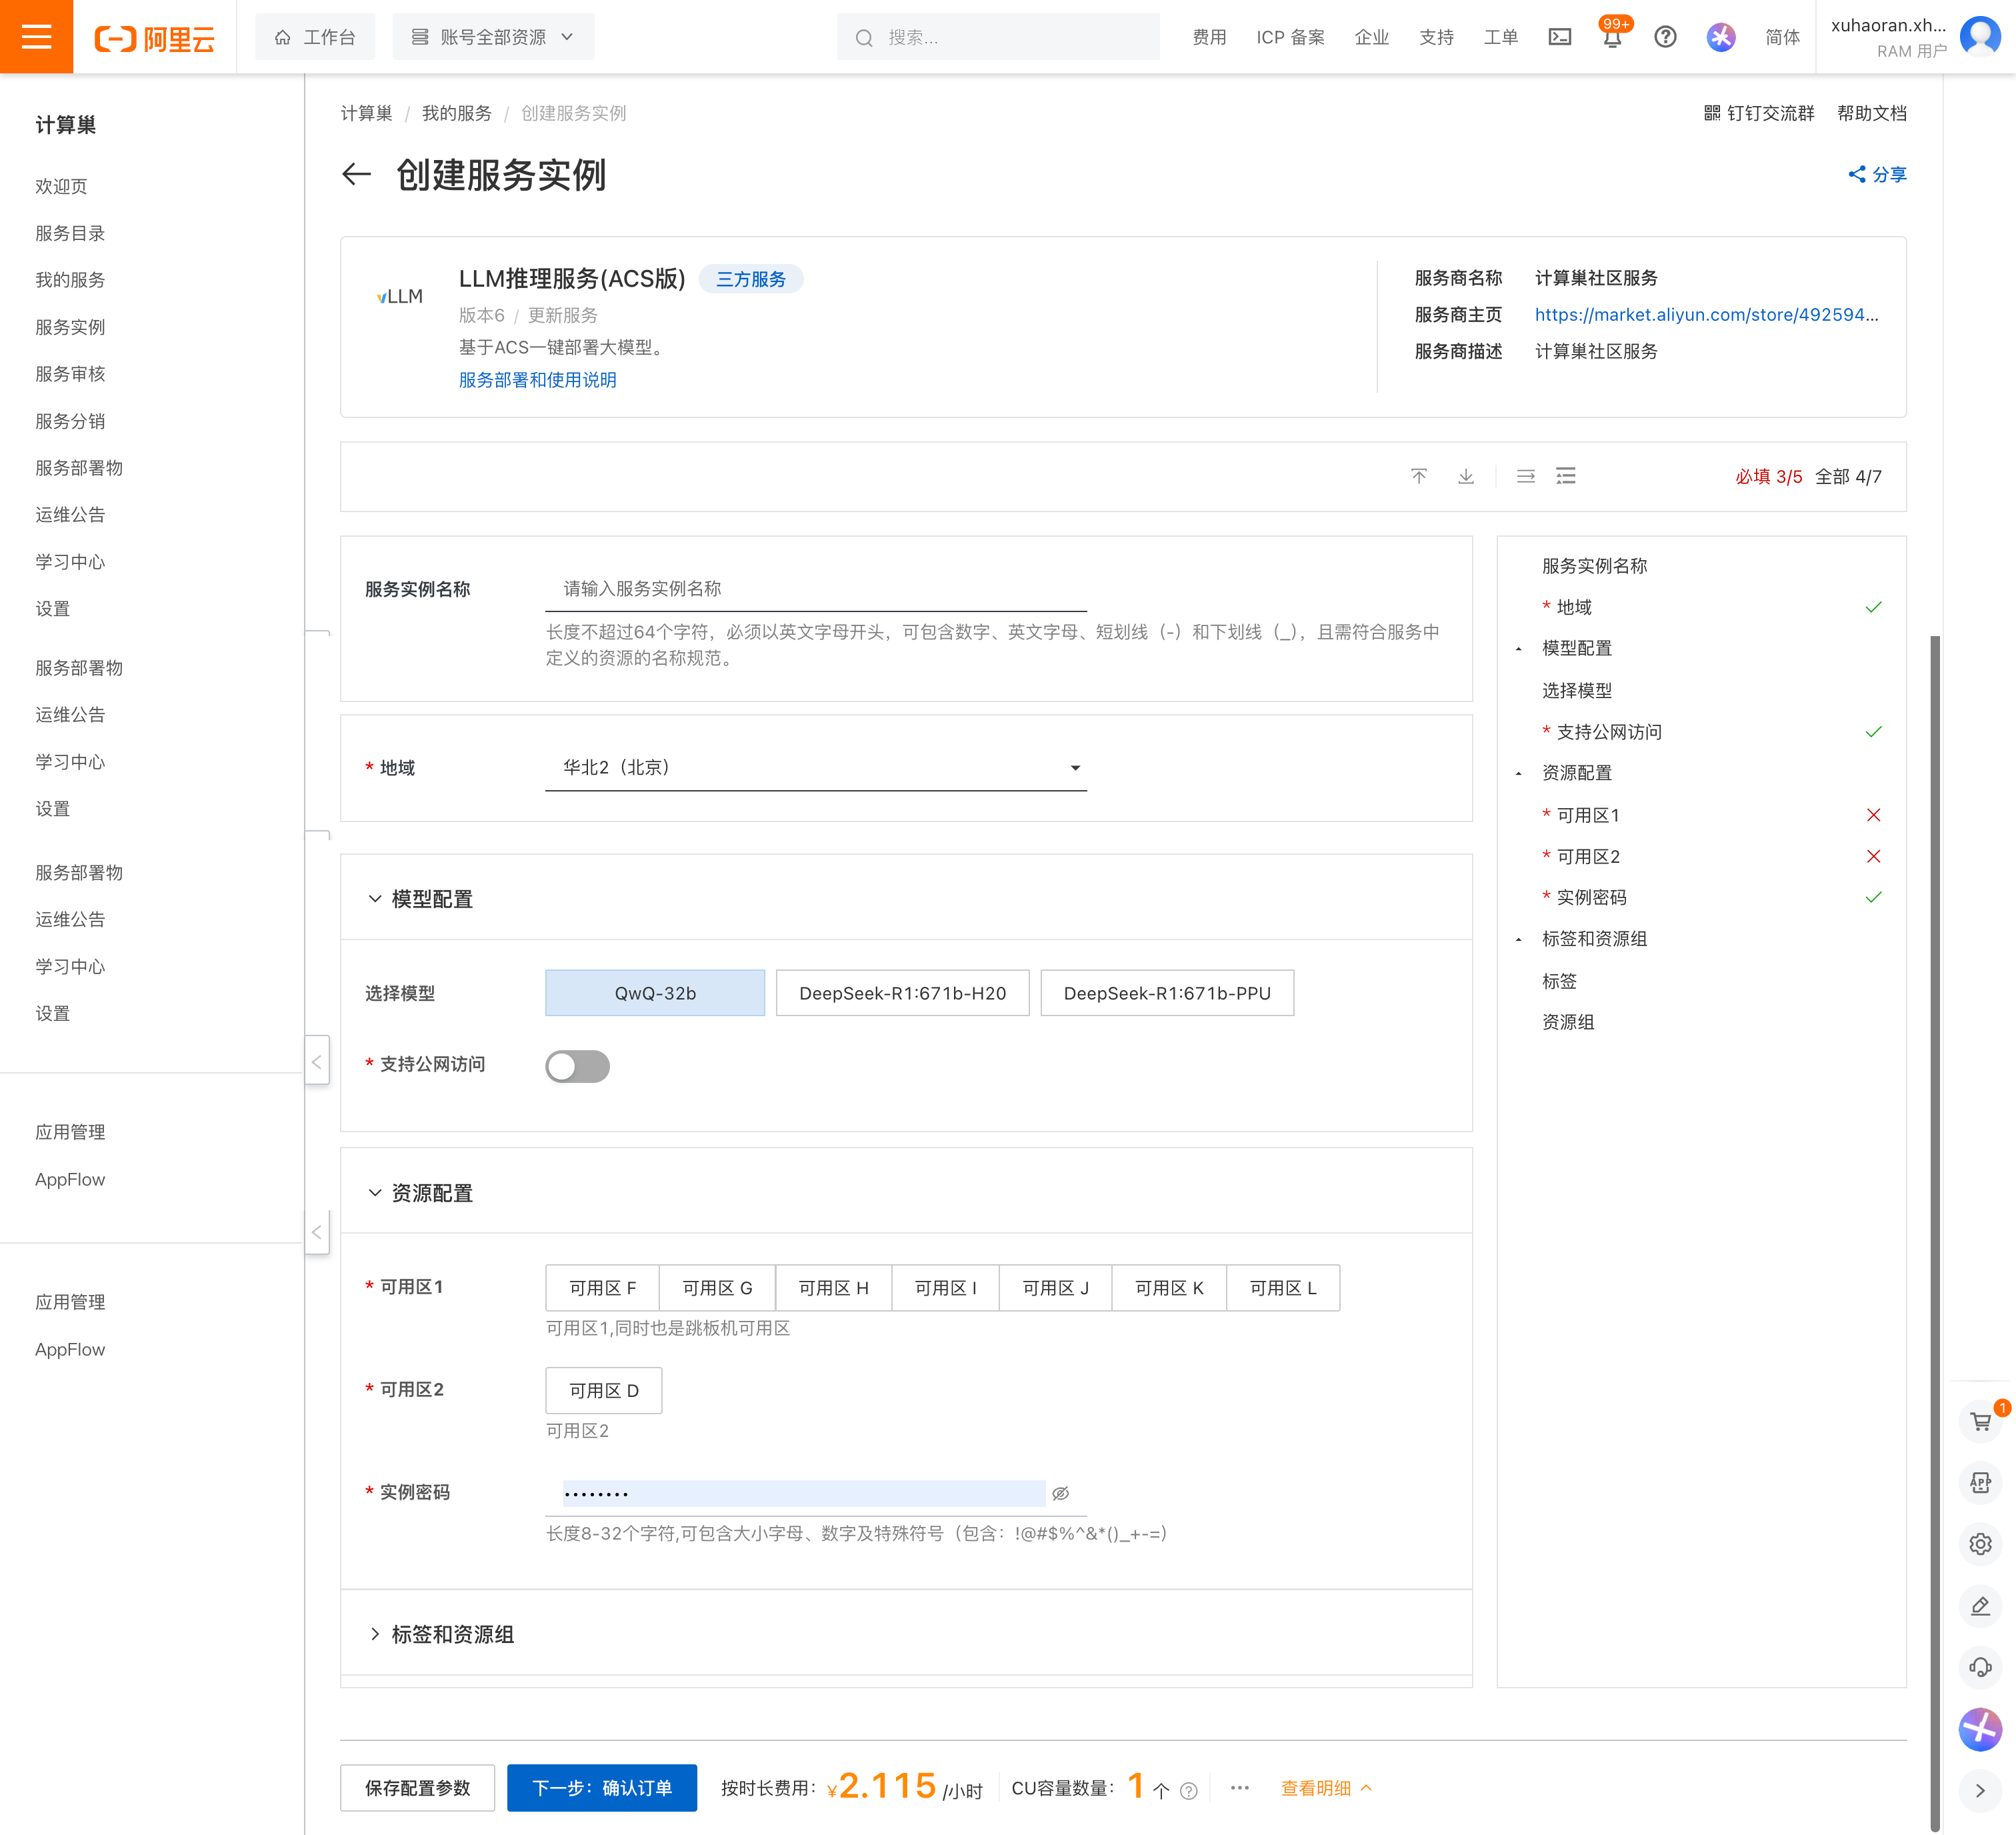 阿里云
工作台
账号全部资源
搜索...
费用
ICP 备案
企业
支持
工单
99+
简体
xuhaoran.xh...
RAM 用户
计算巢
欢迎页
服务目录
我的服务
服务实例
服务审核
服务分销
服务部署物
运维公告
学习中心
设置
服务部署物
运维公告
学习中心
设置
服务部署物
运维公告
学习中心
设置
应用管理
AppFlow
应用管理
AppFlow
计算巢 / 我的服务 / 创建服务实例
钉钉交流群 帮助文档
创建服务实例
分享
vLLM
LLM推理服务(ACS版) 三方服务
版本6 / 更新服务
基于ACS一键部署大模型。
服务部署和使用说明
服务商名称 计算巢社区服务
服务商主页 https://market.aliyun.com/store/492594...
服务商描述 计算巢社区服务
必填 3/5 全部 4/7
服务实例名称 请输入服务实例名称
长度不超过64个字符，必须以英文字母开头，可包含数字、英文字母、短划线（-）和下划线（_），且需符合服务中
定义的资源的名称规范。
* 地域 华北2（北京）
模型配置
选择模型 QwQ-32b DeepSeek-R1:671b-H20 DeepSeek-R1:671b-PPU
* 支持公网访问
资源配置
* 可用区1 可用区 F 可用区 G 可用区 H 可用区 I 可用区 J 可用区 K 可用区 L
可用区1,同时也是跳板机可用区
* 可用区2 可用区 D
可用区2
* 实例密码 ••••••••
长度8-32个字符,可包含大小字母、数字及特殊符号（包含：!@#$%^&*()_+-=）
标签和资源组
服务实例名称
* 地域
模型配置
选择模型
* 支持公网访问
资源配置
* 可用区1
* 可用区2
* 实例密码
标签和资源组
标签
资源组
1
APP
保存配置参数 下一步：确认订单 按时长费用：¥2.115 /小时 CU容量数量：1 个 ··· 查看明细